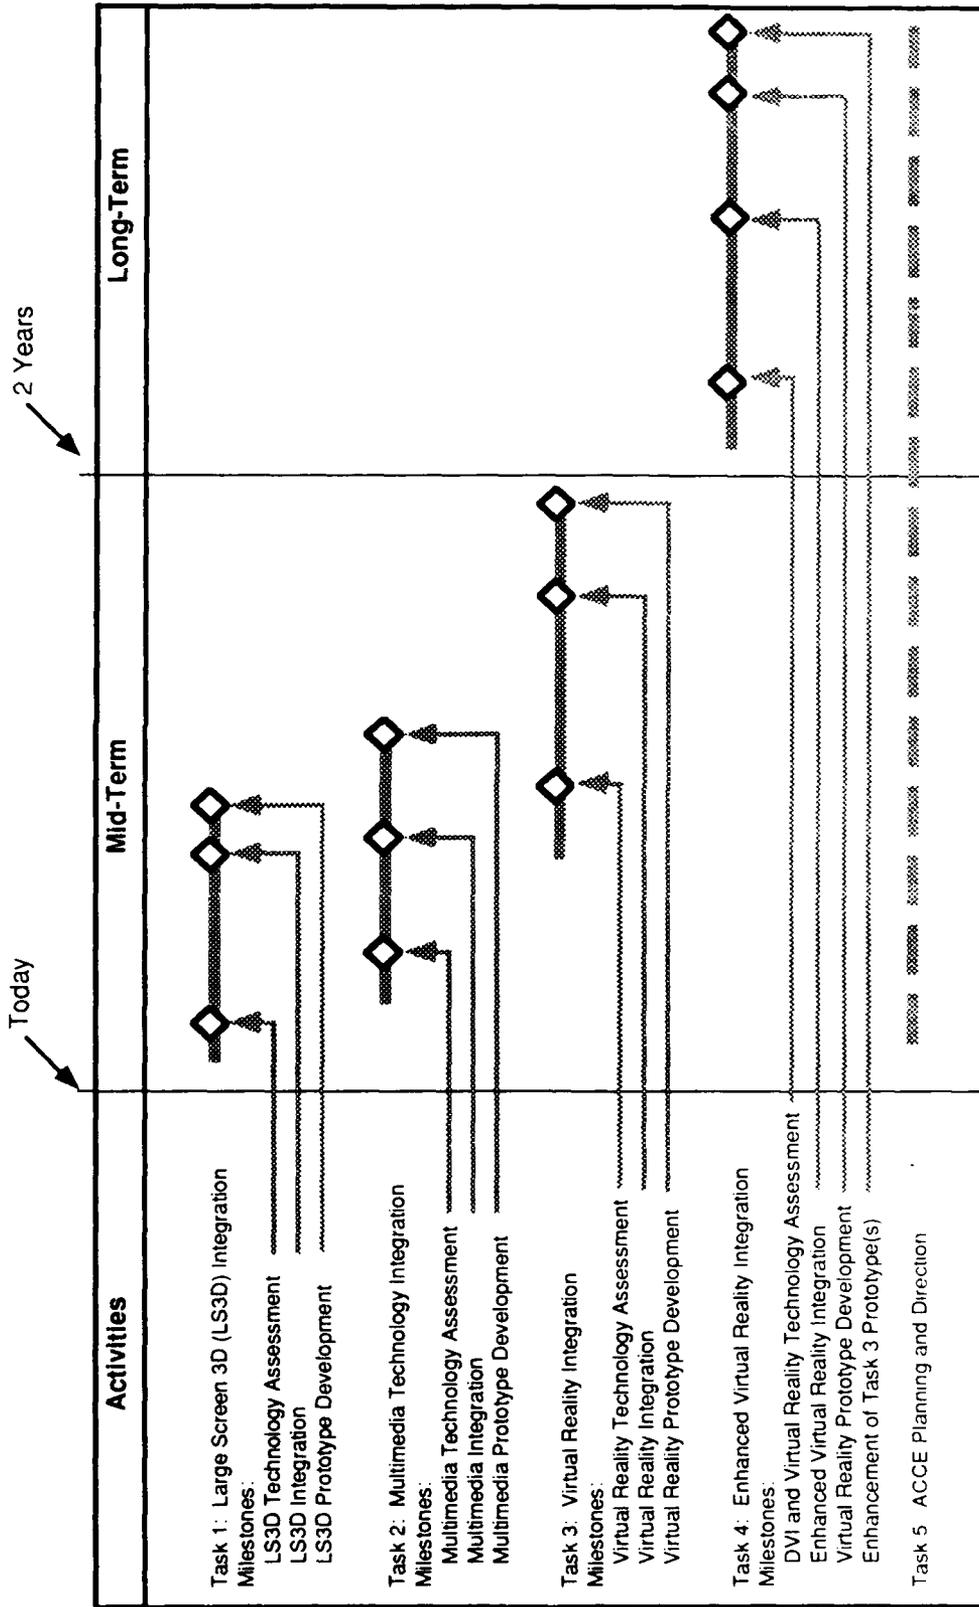 Today
2 Years
Activities
Mid-Term
Long-Term
Task 1: Large Screen 3D (LS3D) Integration
Milestones:
LS3D Technology Assessment
LS3D Integration
LS3D Prototype Development
Task 2: Multimedia Technology Integration
Milestones:
Multimedia Technology Assessment
Multimedia Integration
Multimedia Prototype Development
Task 3: Virtual Reality Integration
Milestones:
Virtual Reality Technology Assessment
Virtual Reality Integration
Virtual Reality Prototype Development
Task 4: Enhanced Virtual Reality Integration
Milestones:
DVI and Virtual Reality Technology Assessment
Enhanced Virtual Reality Integration
Virtual Reality Prototype Development
Enhancement of Task 3 Prototype(s)
Task 5 ACCE Planning and Direction